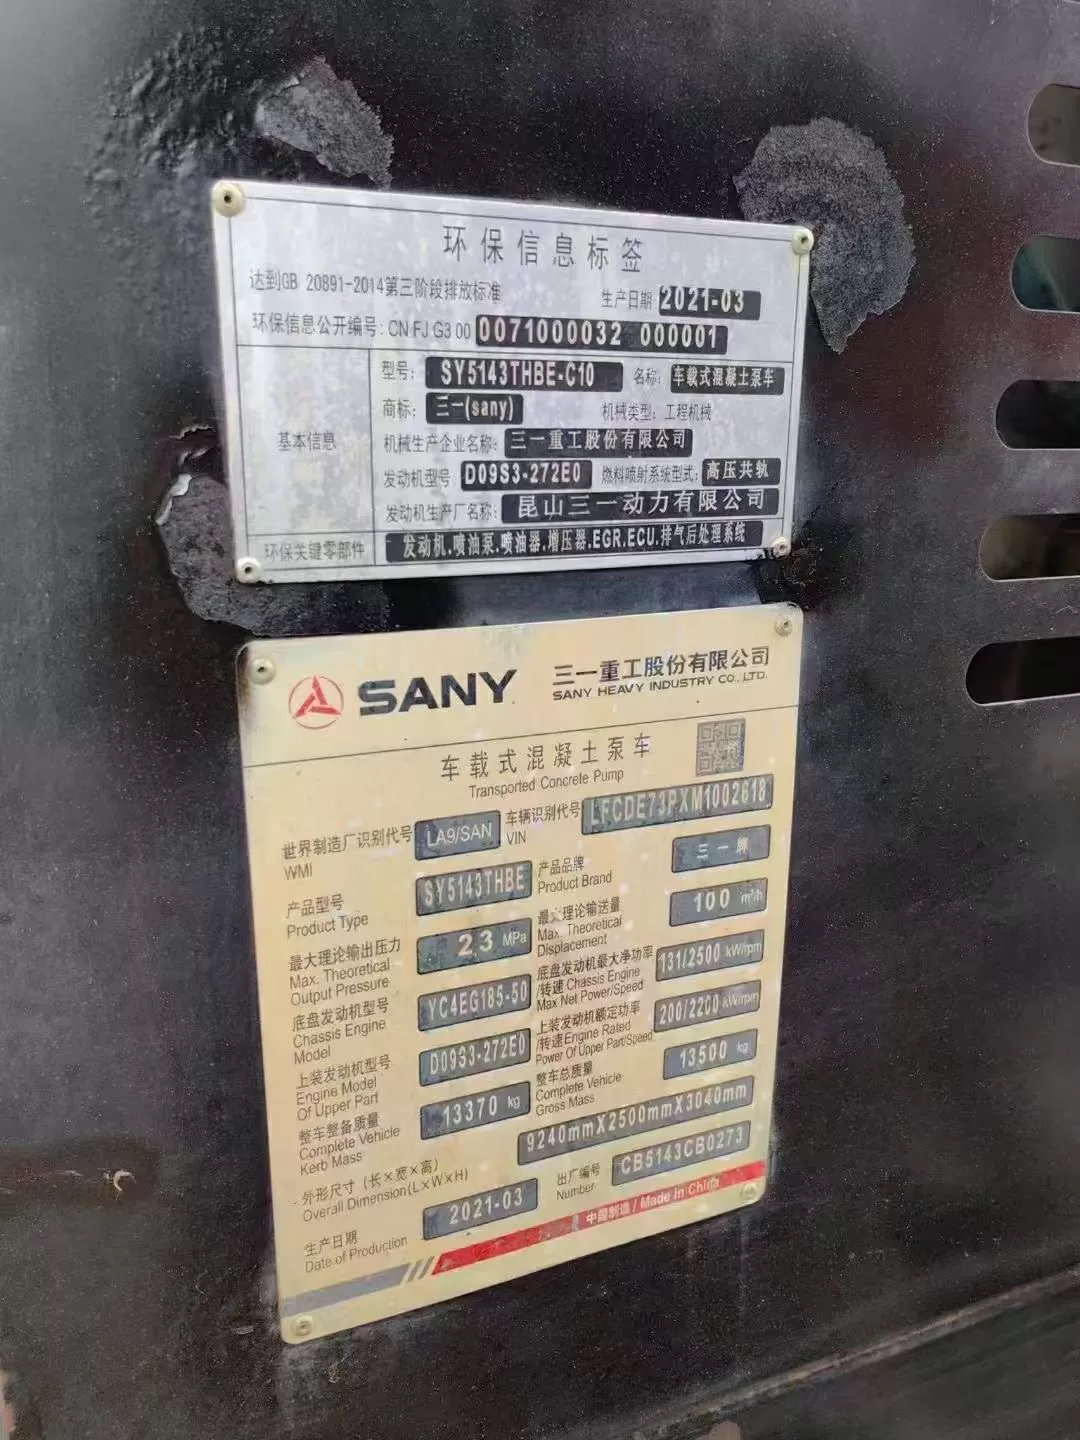 环保信息标签
达到GB 20891-2014第三阶段排放标准 生产日期: 2021-03
环保信息公开编号: CN FJ G3 00 0071000032 000001
基本信息
型号: SY5143THBE-C10 名称: 车载式混凝土泵车
商标: 三一(sany) 机械类型: 工程机械
机械生产企业名称: 三一重工股份有限公司
发动机型号 D09S3-272E0 燃料喷射系统型式: 高压共轨
发动机生产厂名称: 昆山三一动力有限公司
环保关键零部件 发动机.喷油泵.喷油器.增压器.EGR.ECU.排气后处理系统
SANY 三一重工股份有限公司
SANY HEAVY INDUSTRY CO., LTD.
车载式混凝土泵车
Transported Concrete Pump
世界制造厂识别代号 LA9/SAN 车辆识别代号 LFCDE73PXM1002618
WMI VIN
产品型号 SY5143THBE 产品品牌 三一牌
Product Type Product Brand
最大理论输出压力 23 MPa 最大理论输送量 100 m³/h
Max. Theoretical Max. Theoretical
Output Pressure Displacement
底盘发动机型号 YC4EG185-50 底盘发动机最大净功率 131/2500 kW/rpm
Chassis Engine /转速 Chassis Engine
Model Max Net Power/Speed
上装发动机型号 D09S3-272E0 上装发动机额定功率 200/2200 kW/rpm
Engine Model /转速 Engine Rated
Of Upper Part Power Of Upper Part/Speed
整车整备质量 13370 kg 整车总质量 13500 kg
Complete Vehicle Complete Vehicle
Kerb Mass Gross Mass
外形尺寸 (长×宽×高) 9240mmX2500mmX3040mm
Overall Dimension(L×W×H)
生产日期 2021-03 出厂编号 CB5143CB0273
Date of Production Number
中国制造 / Made in China